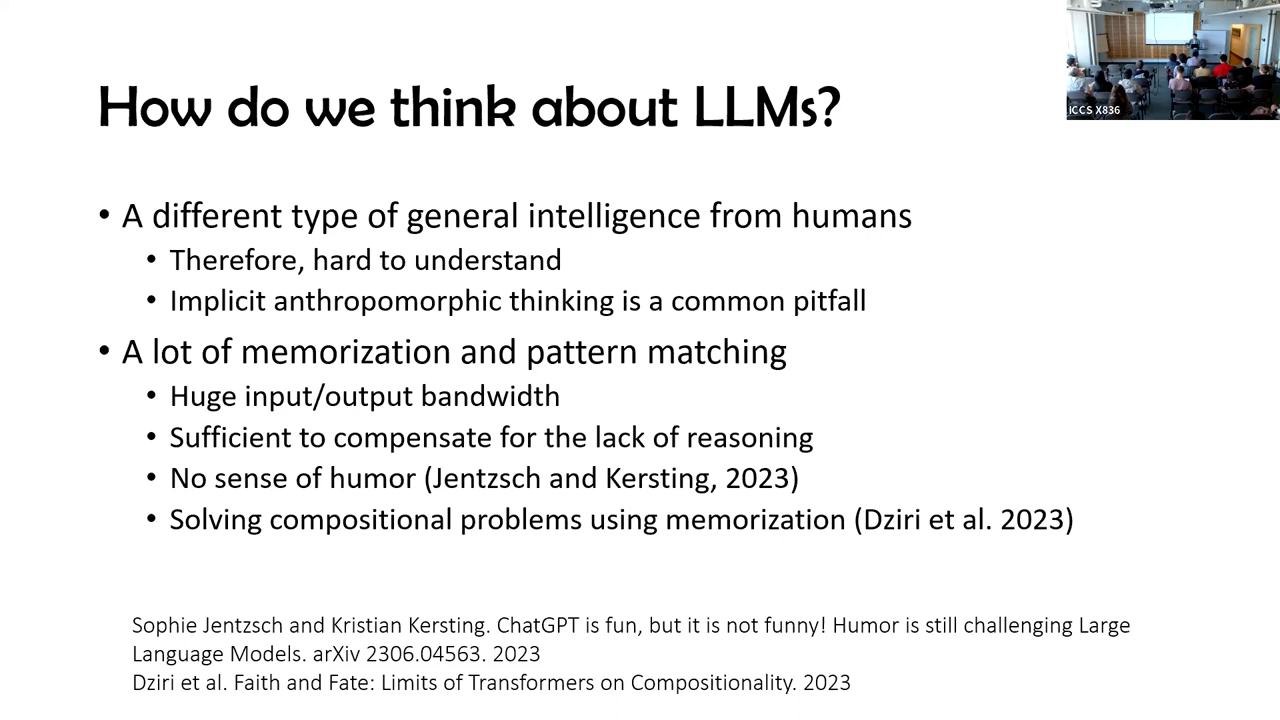 ICCS X836
How do we think about LLMs?
• A different type of general intelligence from humans
• Therefore, hard to understand
• Implicit anthropomorphic thinking is a common pitfall
• A lot of memorization and pattern matching
• Huge input/output bandwidth
• Sufficient to compensate for the lack of reasoning
• No sense of humor (Jentzsch and Kersting, 2023)
• Solving compositional problems using memorization (Dziri et al. 2023)
Sophie Jentzsch and Kristian Kersting. ChatGPT is fun, but it is not funny! Humor is still challenging Large
Language Models. arXiv 2306.04563. 2023
Dziri et al. Faith and Fate: Limits of Transformers on Compositionality. 2023